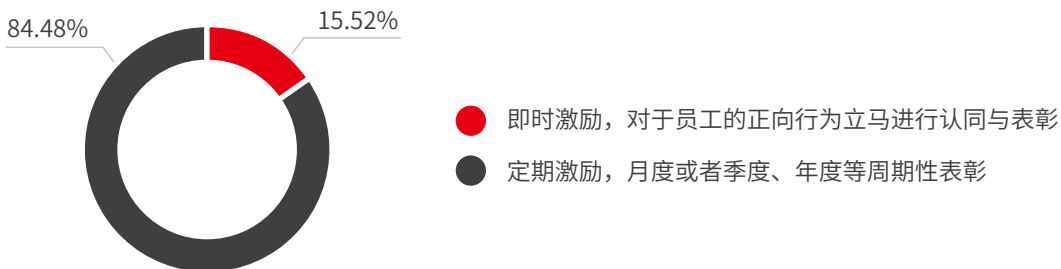 84.48%
15.52%
即时激励，对于员工的正向行为立马进行认同与表彰
定期激励，月度或者季度、年度等周期性表彰